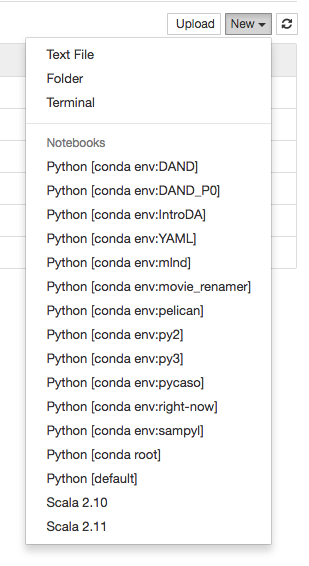 Upload New
Text File
Folder
Terminal
Notebooks
Python [conda env:DAND]
Python [conda env:DAND_P0]
Python [conda env:IntroDA]
Python [conda env:YAML]
Python [conda env:mlnd]
Python [conda env:movie_renamer]
Python [conda env:pelican]
Python [conda env:py2]
Python [conda env:py3]
Python [conda env:pycaso]
Python [conda env:right-now]
Python [conda env:sampyl]
Python [conda root]
Python [default]
Scala 2.10
Scala 2.11